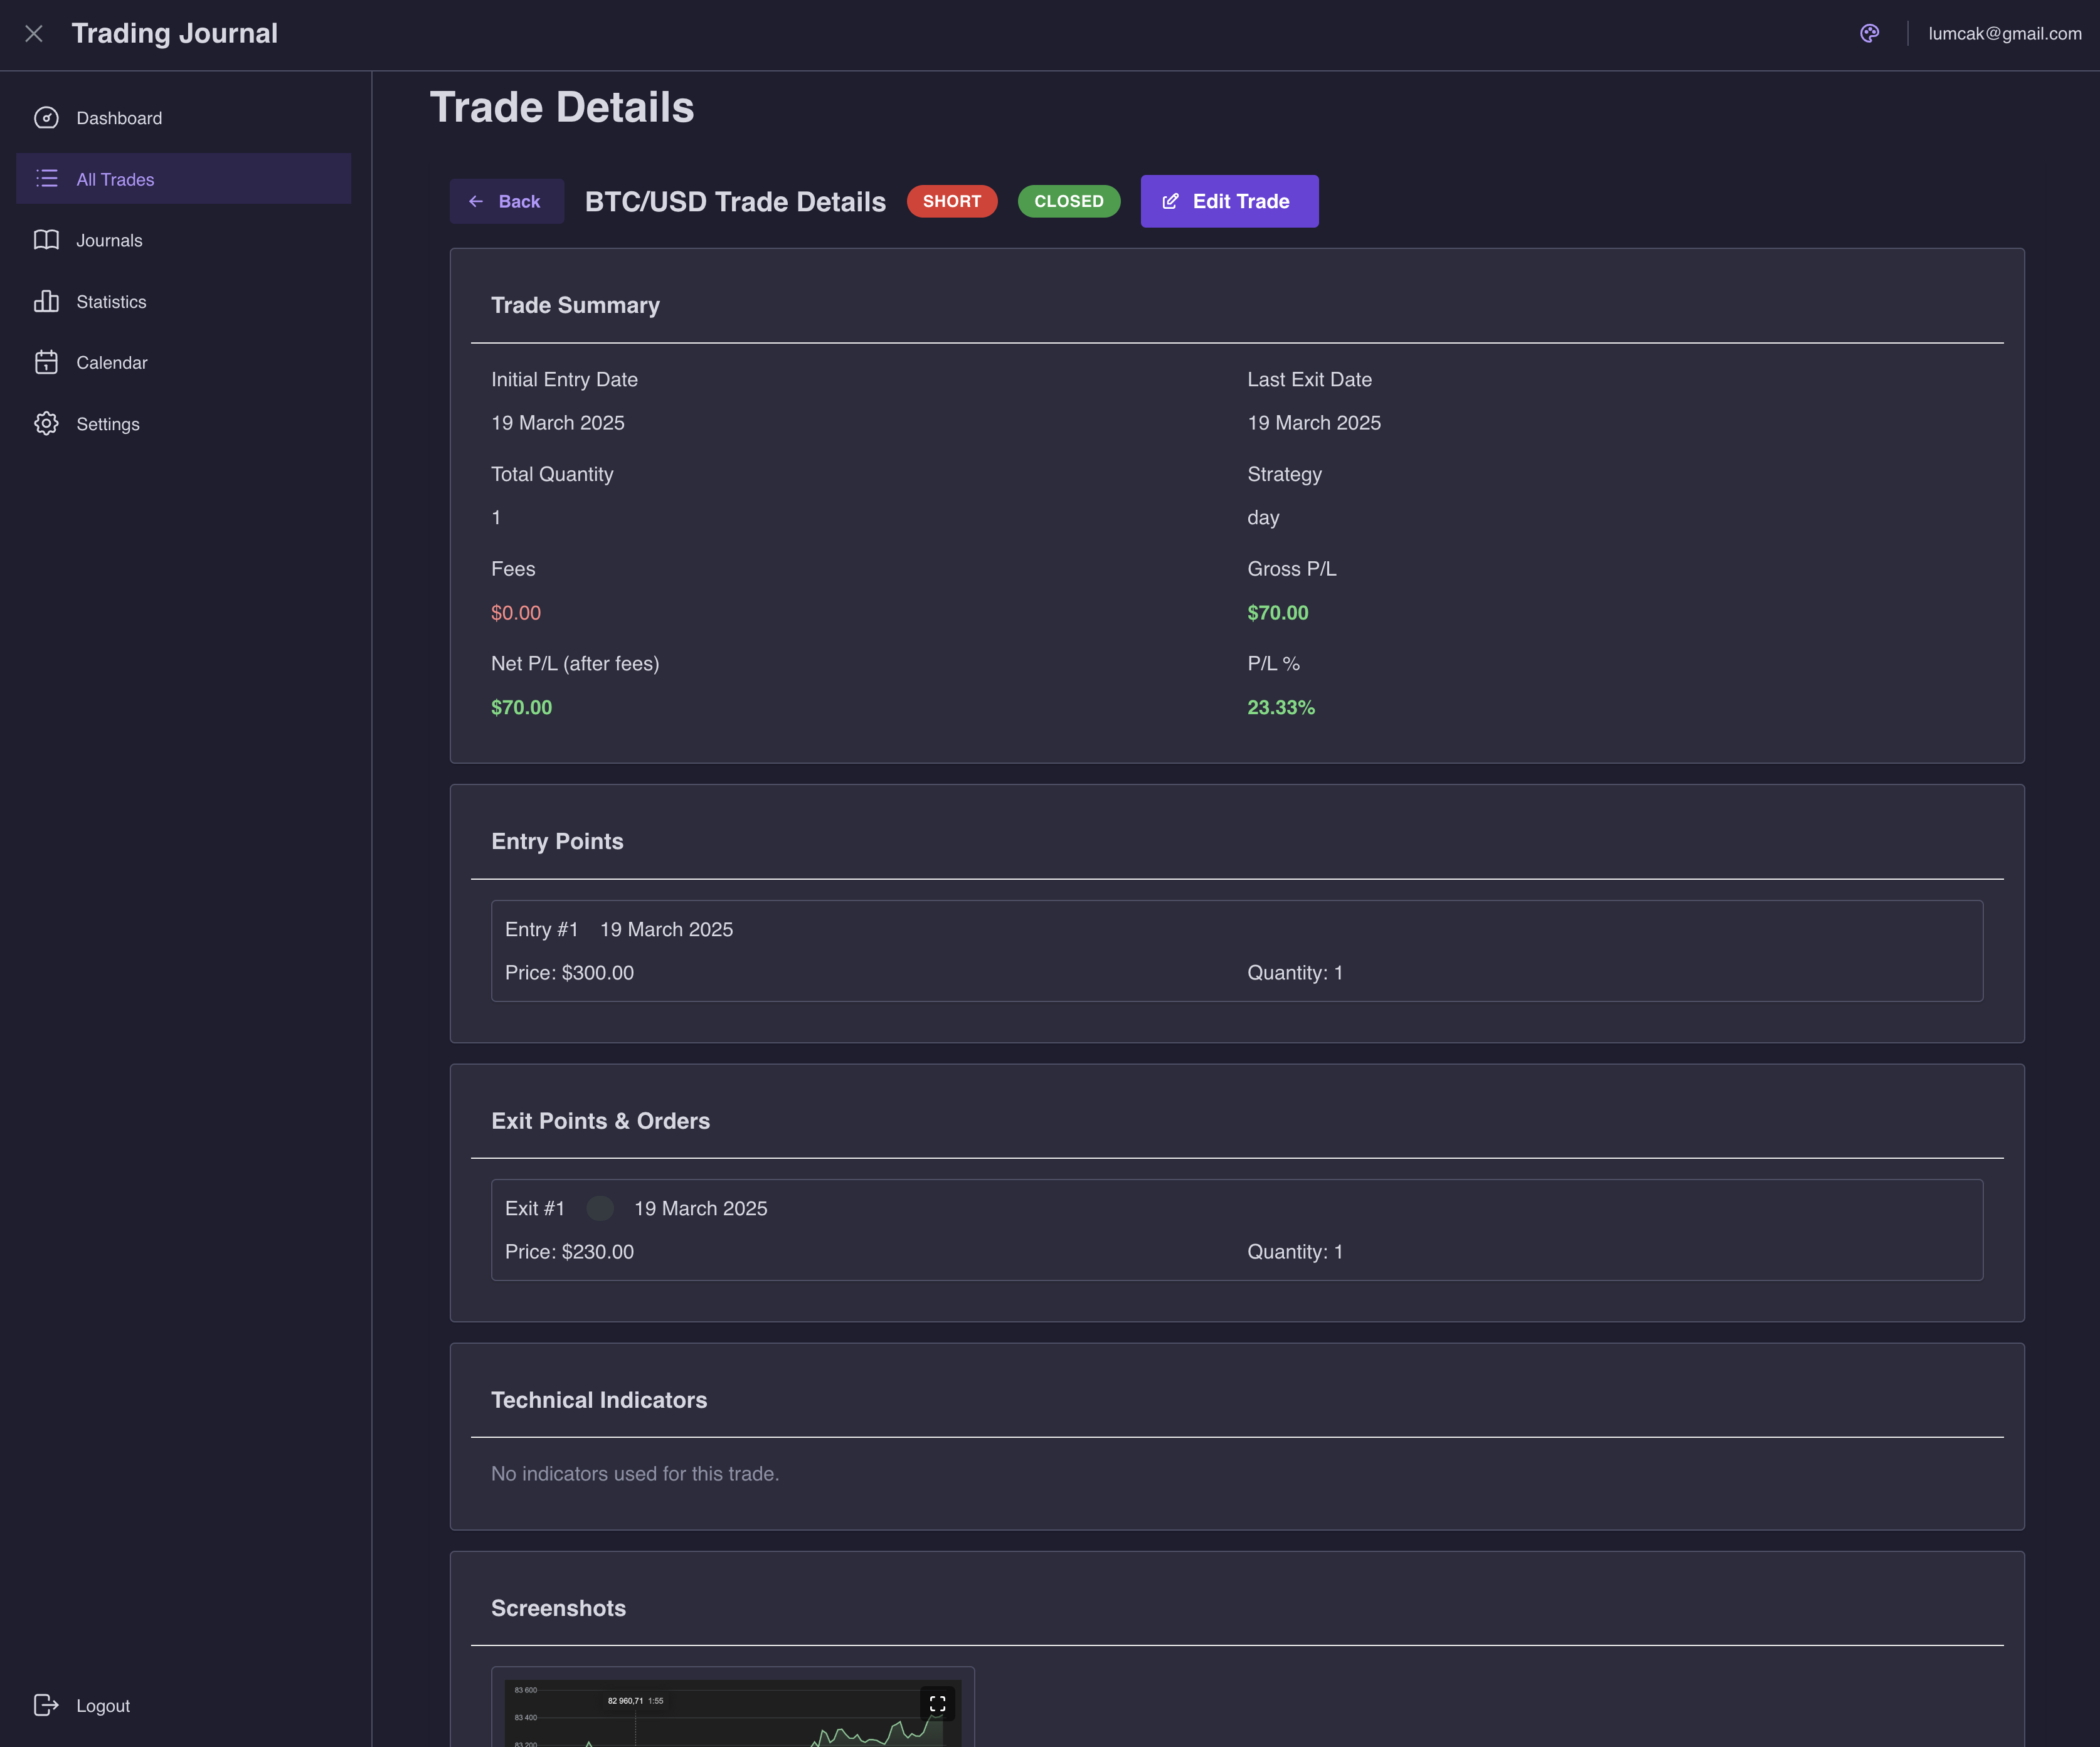 Trading Journal
lumcak@gmail.com
Dashboard
All Trades
Journals
Statistics
Calendar
Settings
Logout
Trade Details
Back
BTC/USD Trade Details
SHORT
CLOSED
Edit Trade
Trade Summary
Initial Entry Date
Last Exit Date
19 March 2025
19 March 2025
Total Quantity
Strategy
1
day
Fees
Gross P/L
$0.00
$70.00
Net P/L (after fees)
P/L %
$70.00
23.33%
Entry Points
Entry #1 19 March 2025
Price: $300.00
Quantity: 1
Exit Points & Orders
Exit #1 19 March 2025
Price: $230.00
Quantity: 1
Technical Indicators
No indicators used for this trade.
Screenshots
83 600
82 960,71 1:55
83 400
83 200